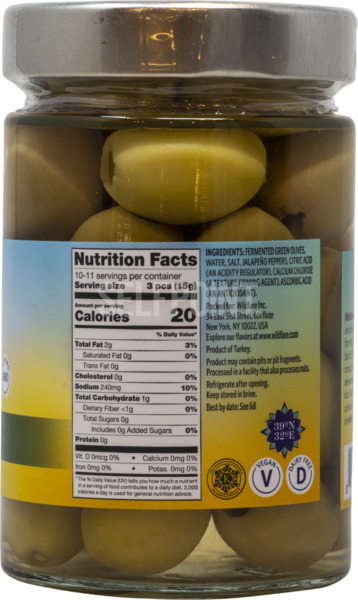 Nutrition Facts
10-11 servings per container
Serving size 3 pcs (15g)
Amount per serving
Calories 20
% Daily Value*
Total Fat 2g 3%
Saturated Fat 0g 0%
Trans Fat 0g
Cholesterol 0g 0%
Sodium 240mg 10%
Total Carbohydrate 1g 0%
Dietary Fiber <1g 0%
Total Sugars 0g
Includes 0g Added Sugars 0%
Protein 0g
Vit. D 0mcg 0% • Calcium 0mg 0%
Iron 0mg 0% • Potas. 0mg 0%
*The % Daily Value (DV) tells you how much a nutrient
in a serving of food contributes to a daily diet. 2,000
calories a day is used for general nutrition advice.
INGREDIENTS: FERMENTED GREEN OLIVES,
WATER, SALT, JALAPEÑO PEPPERS, CITRIC ACID
(AN ACIDITY REGULATOR), CALCIUM CHLORIDE
(A TEXTURE FIRMING AGENT), ASCORBIC ACID
(AN ANTIOXIDANT).
Packed for: Wildfare Inc.
34 East 51st Street, 6th floor
New York, NY 10022, USA
Explore our flavors at www.wildfare.com
Product of Turkey.
Product may contain pits or pit fragments.
Processed in a facility that also processes nuts.
Refrigerate after opening.
Keep stored in brine.
Best by date: See lid
39°N
32°E
K
VEGAN
V
DAIRY FREE
D